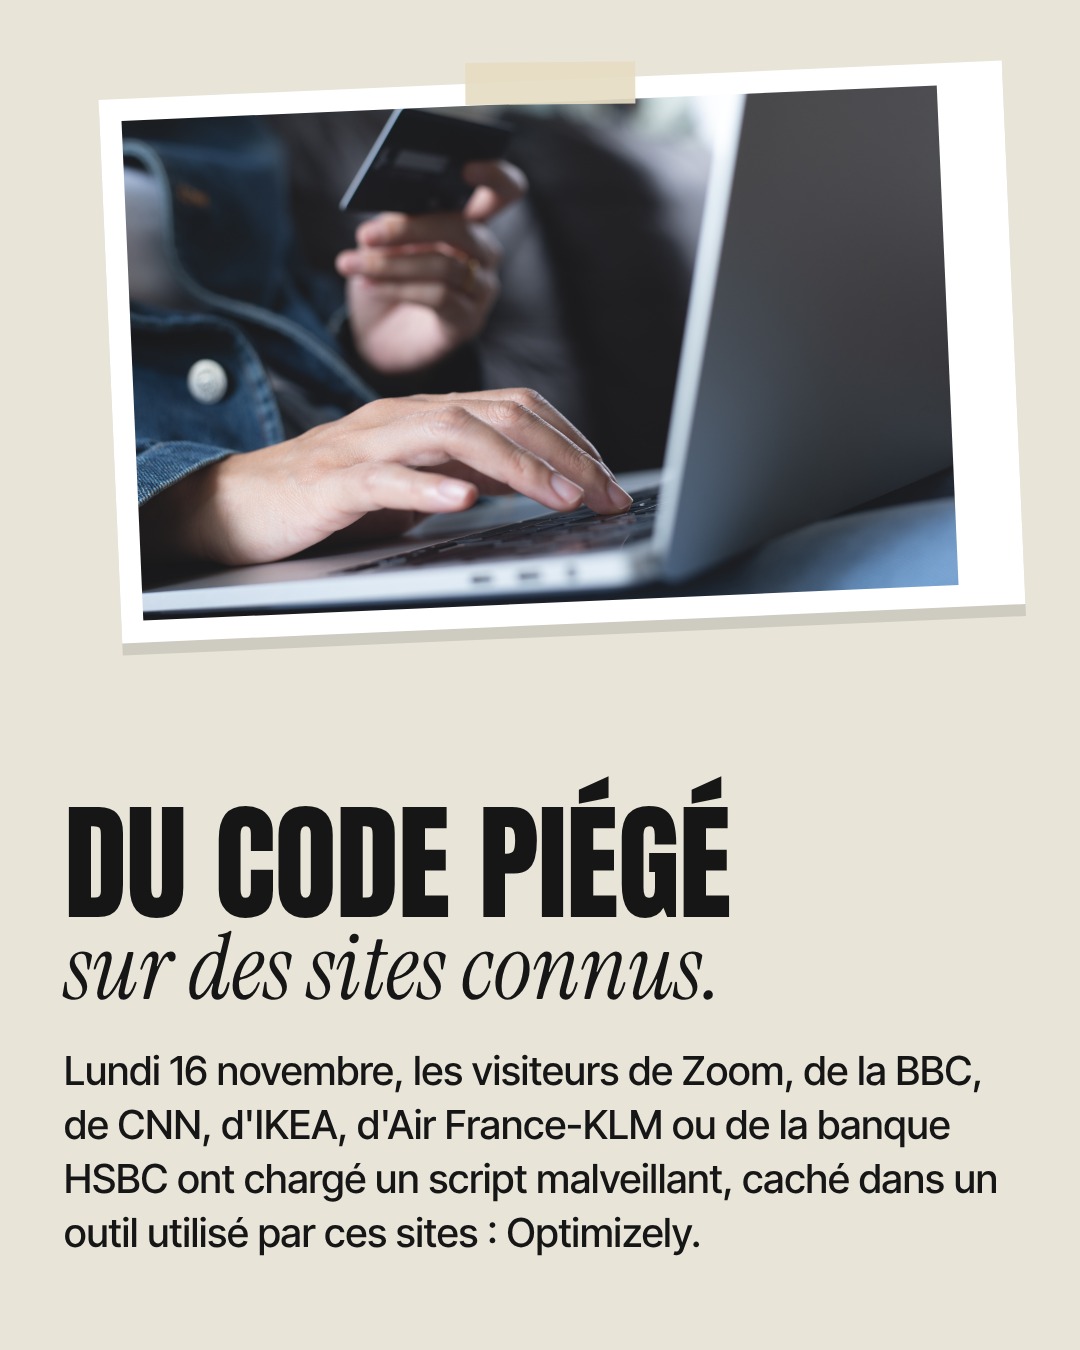 DU CODE PIÉGÉ
sur des sites connus.
Lundi 16 novembre, les visiteurs de Zoom, de la BBC,
de CNN, d'IKEA, d'Air France-KLM ou de la banque
HSBC ont chargé un script malveillant, caché dans un
outil utilisé par ces sites : Optimizely.